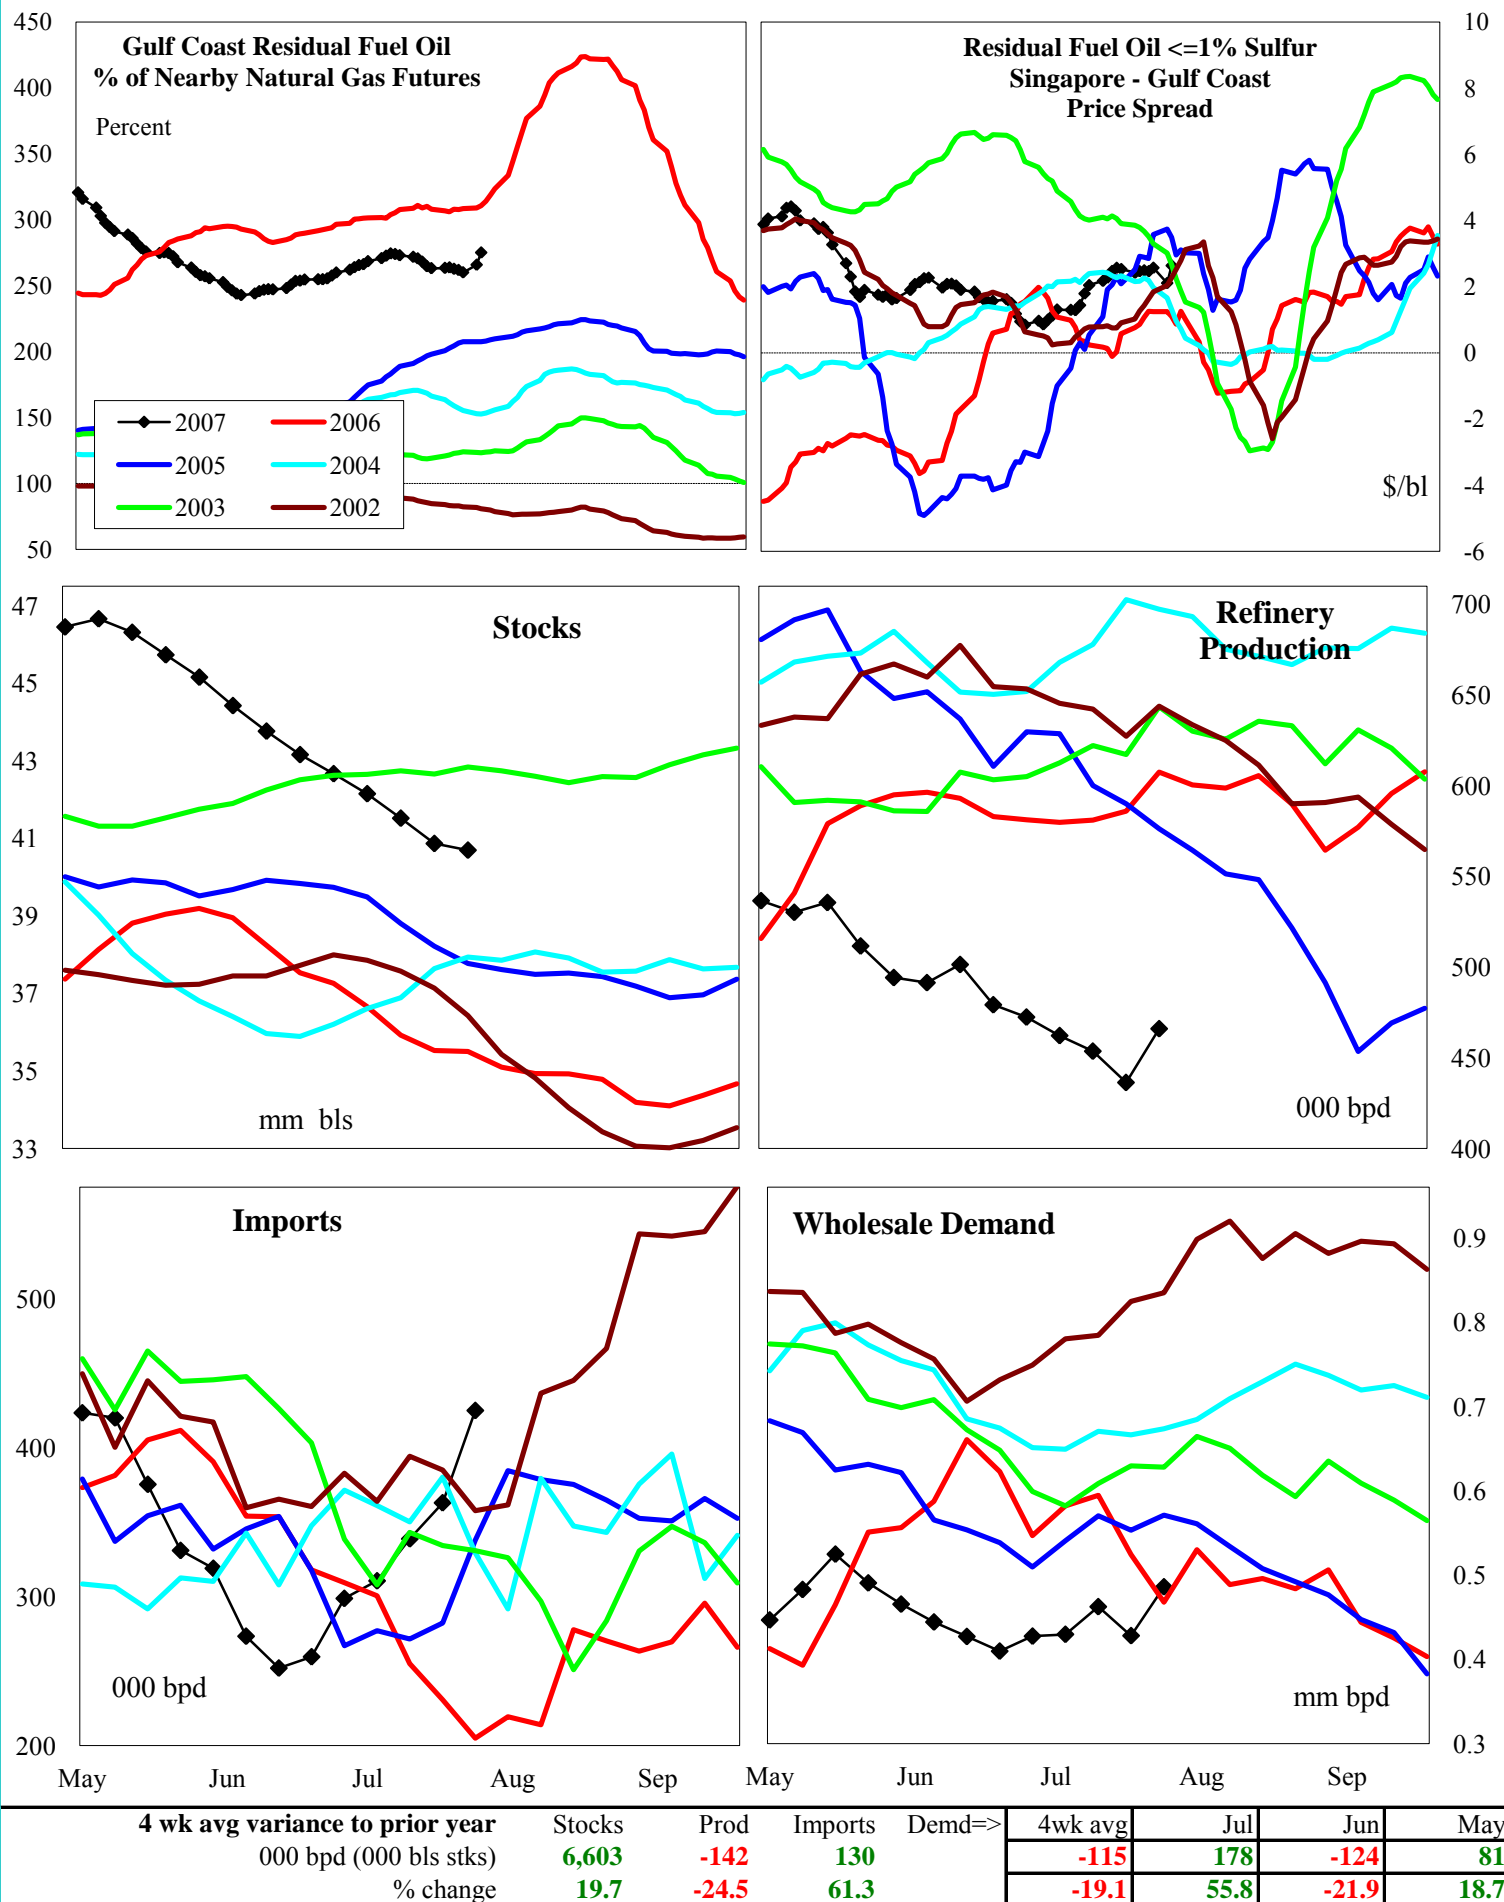 Gulf Coast Residual Fuel Oil
% of Nearby Natural Gas Futures
Percent
450
400
350
300
250
200
150
100
50
2007 2006
2005 2004
2003 2002
Residual Fuel Oil <=1% Sulfur
Singapore - Gulf Coast
Price Spread
10
8
6
4
2
0
-2
-4
-6
$/bl
Stocks
47
45
43
41
39
37
35
33
mm bls
Refinery
Production
700
650
600
550
500
450
400
000 bpd
Imports
500
400
300
200
000 bpd
May Jun Jul Aug Sep
Wholesale Demand
0.9
0.8
0.7
0.6
0.5
0.4
0.3
mm bpd
May Jun Jul Aug Sep
4 wk avg variance to prior year Stocks Prod Imports Demd=> 4wk avg Jul Jun May
000 bpd (000 bls stks) 6,603 -142 130 -115 178 -124 81
% change 19.7 -24.5 61.3 -19.1 55.8 -21.9 18.7